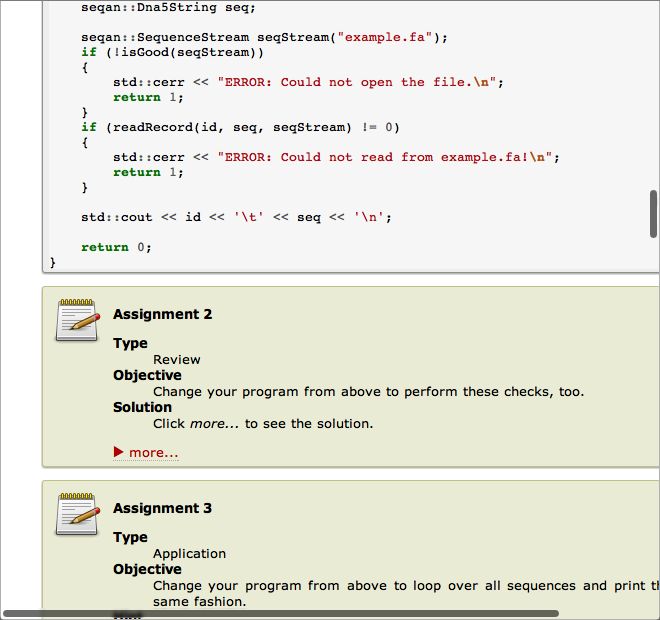 seqan::Dna5String seq;
seqan::SequenceStream seqStream("example.fa");
if (!isGood(seqStream))
{
std::cerr << "ERROR: Could not open the file.\n";
return 1;
}
if (readRecord(id, seq, seqStream) != 0)
{
std::cerr << "ERROR: Could not read from example.fa!\n";
return 1;
}
std::cout << id << '\t' << seq << '\n';
return 0;
}
Assignment 2
Type
Review
Objective
Change your program from above to perform these checks, too.
Solution
Click more... to see the solution.
more...
Assignment 3
Type
Application
Objective
Change your program from above to loop over all sequences and print
same fashion.